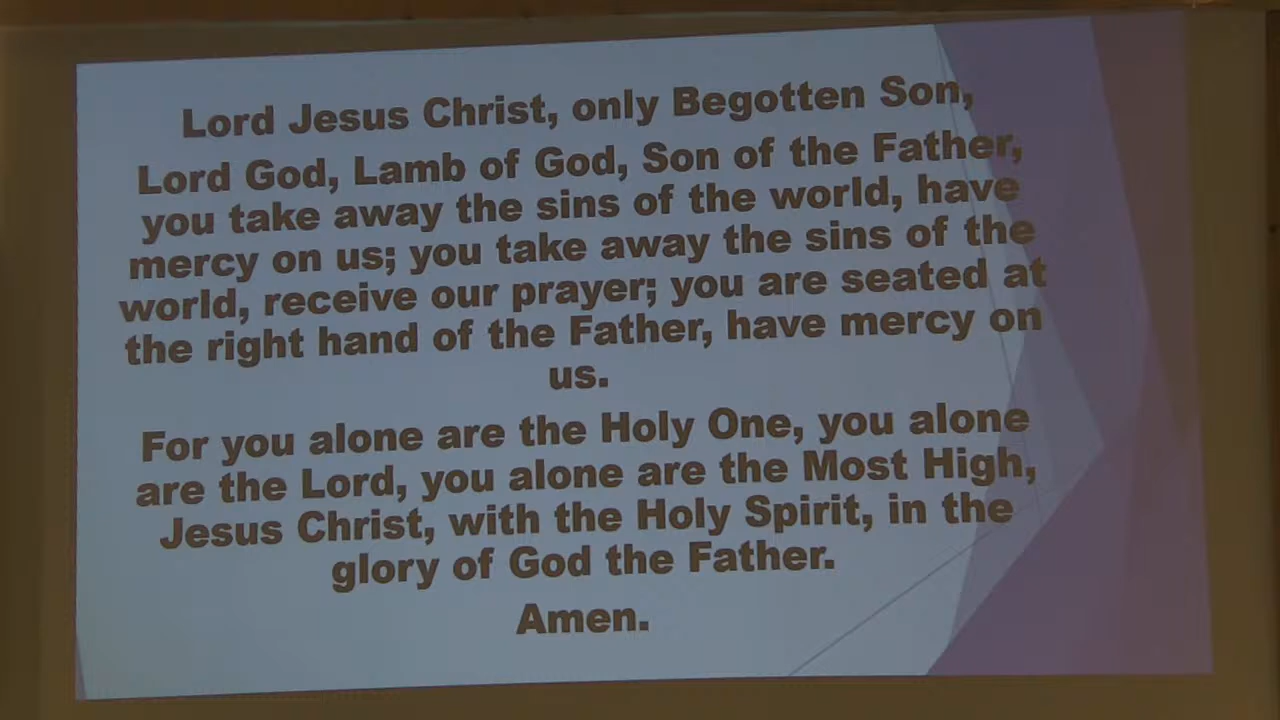 Lord Jesus Christ, only Begotten Son,
Lord God, Lamb of God, Son of the Father,
you take away the sins of the world, have
mercy on us; you take away the sins of the
world, receive our prayer; you are seated at
the right hand of the Father, have mercy on
us.
For you alone are the Holy One, you alone
are the Lord, you alone are the Most High,
Jesus Christ, with the Holy Spirit, in the
glory of God the Father.
Amen.